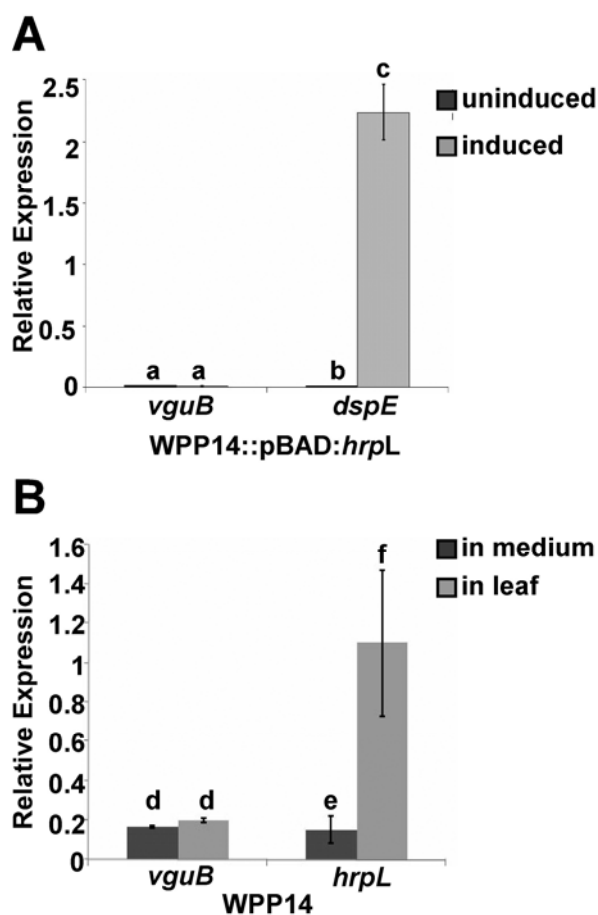 A
Relative Expression
2.5
2
1.5
1
0.5
0
a a b c
uninduced
induced
vguB dspE
WPP14::pBAD:hrpL
B
Relative Expression
1.6
1.4
1.2
1
0.8
0.6
0.4
0.2
0
d d e f
in medium
in leaf
vguB hrpL
WPP14